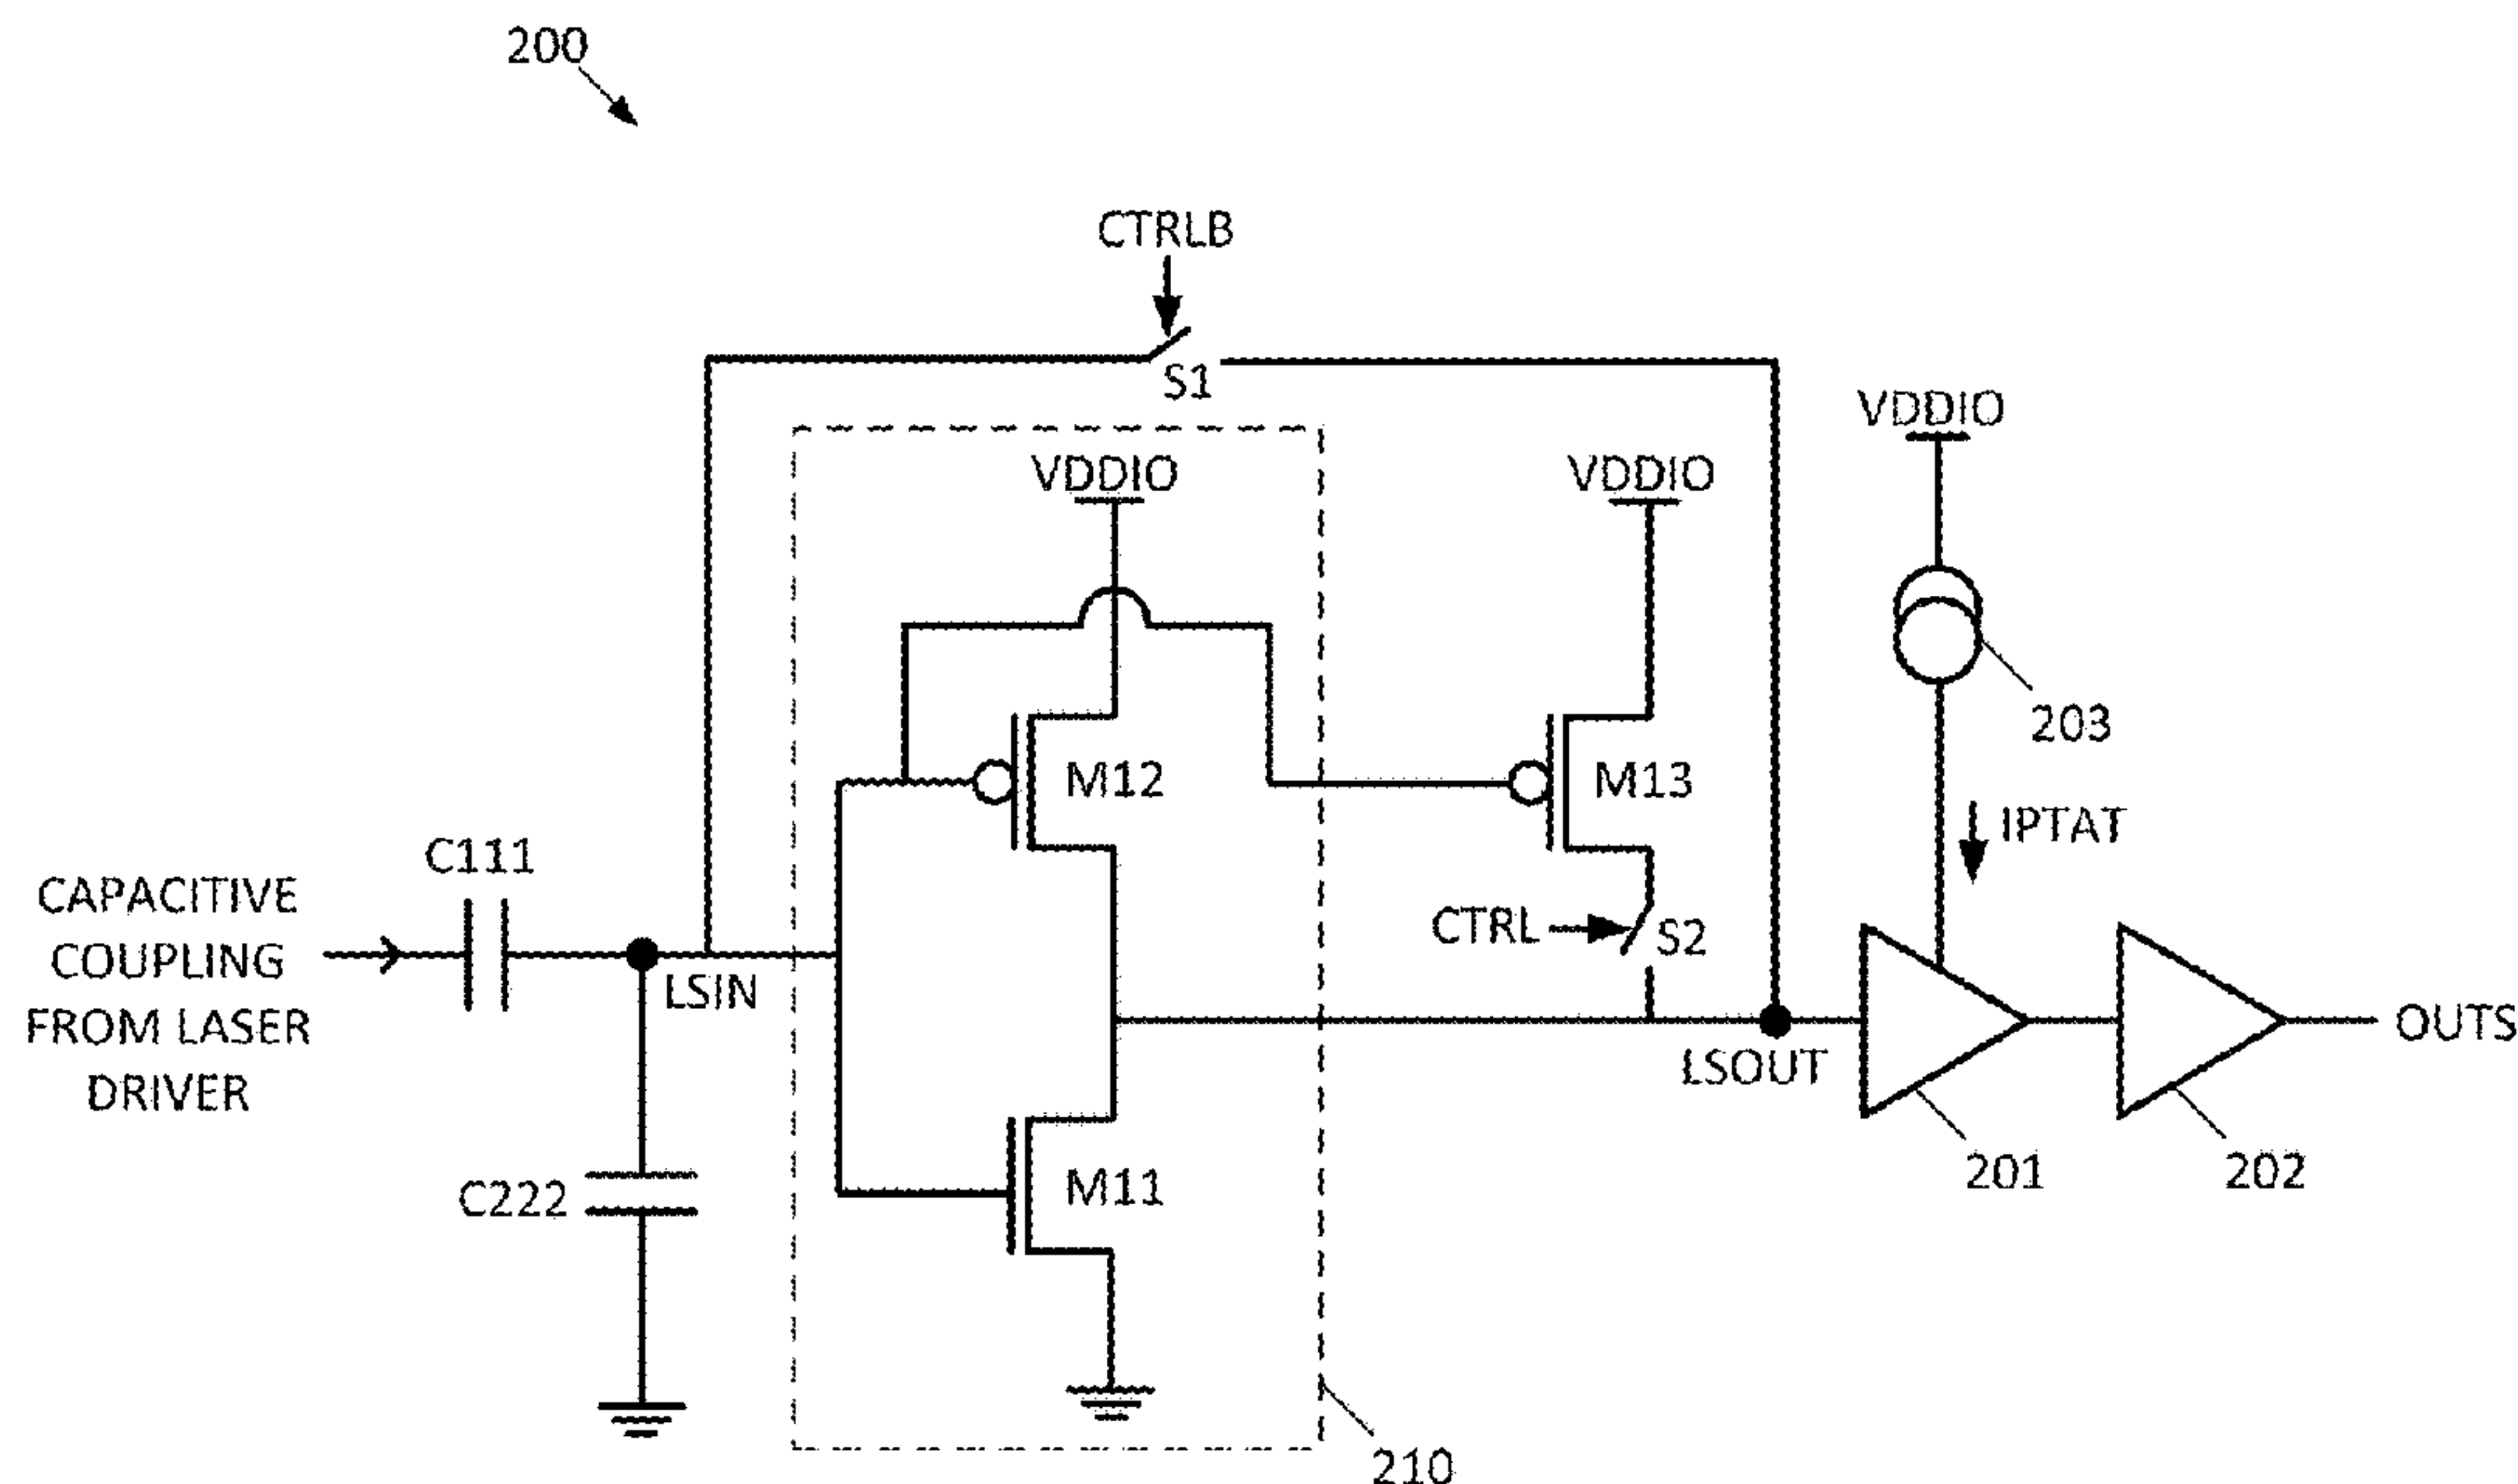 200
CTRLB
S1
VDDIO
VDDIO
VDDIO
203
M12
M13
IPTAT
C111
CAPACITIVE
COUPLING
FROM LASER
DRIVER
CTRL
S2
LSIN
LSOUT
OUTS
201
202
C222
M11
210